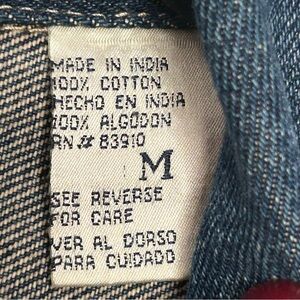 MADE IN INDIA
100% COTTON
HECHO EN INDIA
100% ALGODON
RN# 83910
M
SEE REVERSE
FOR CARE
VER AL DORSO
PARA CUIDADO